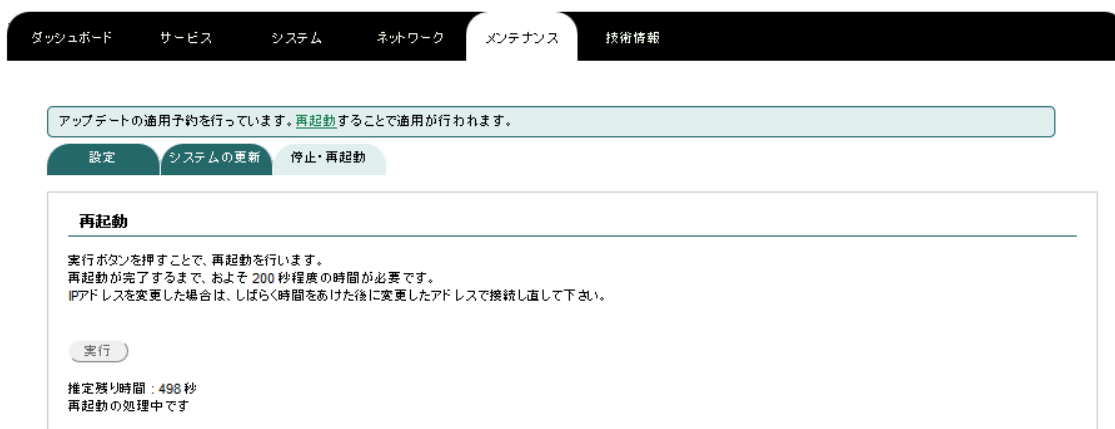 ダッシュボード サービス システム ネットワーク メンテナンス 技術情報
アップデートの適用予約を行っています。再起動することで適用が行われます。
設定 システムの更新 停止・再起動
再起動
実行ボタンを押すことで、再起動を行います。
再起動が完了するまで、およそ 200 秒程度の時間が必要です。
IPアドレスを変更した場合は、しばらく時間をあけた後に変更したアドレスで接続し直して下さい。
実行
推定残り時間 : 498 秒
再起動の処理中です